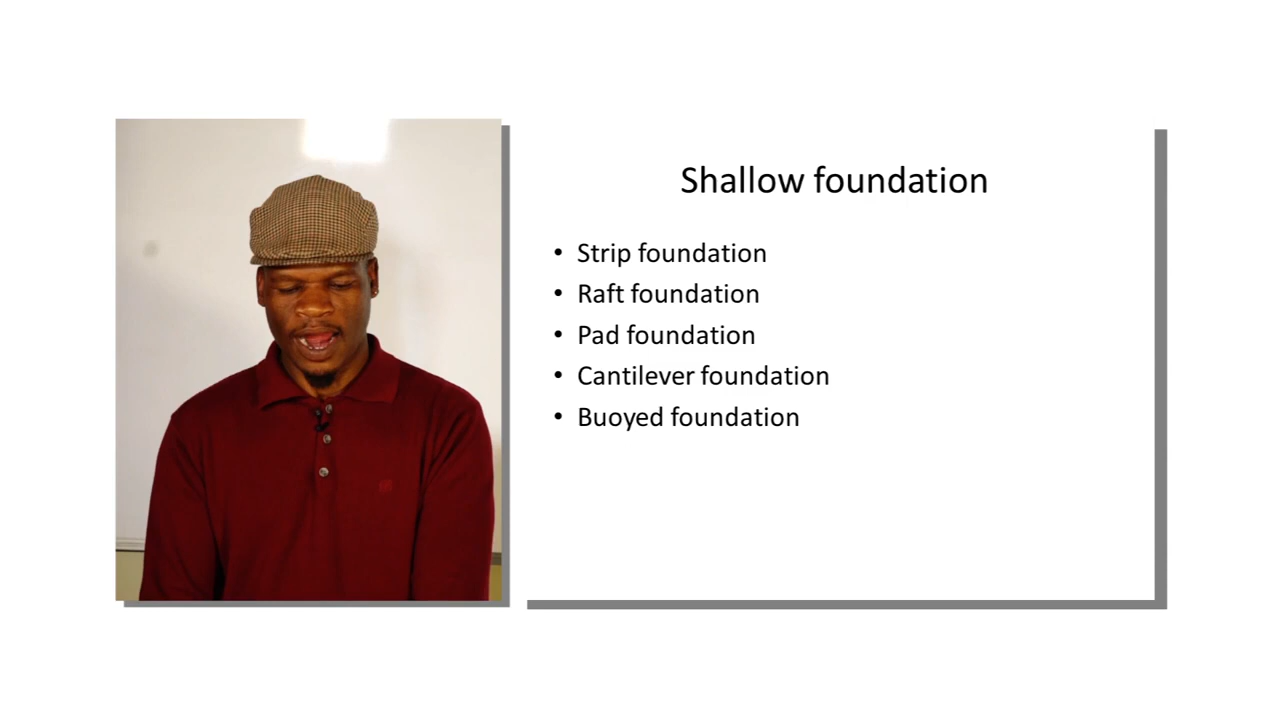 Shallow foundation
• Strip foundation
• Raft foundation
• Pad foundation
• Cantilever foundation
• Buoyed foundation